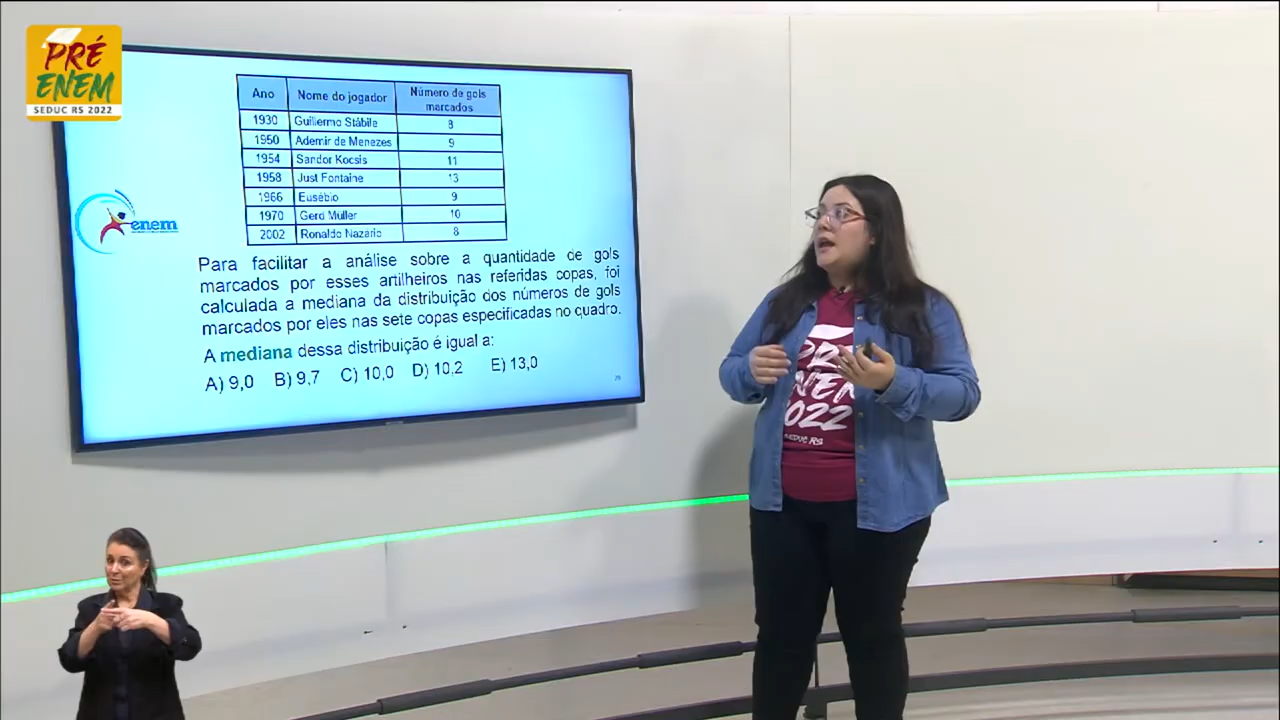 PRÉ
ENEM
SEDUC RS 2022
Ano Nome do jogador Número de gols marcados
1930 Guillermo Stábile 8
1950 Ademir de Menezes 9
1954 Sandor Kocsis 11
1958 Just Fontaine 13
1966 Eusébio 9
1970 Gerd Müller 10
2002 Ronaldo Nazário 8
enem
Para facilitar a análise sobre a quantidade de gols
marcados por esses artilheiros nas referidas copas, foi
calculada a mediana da distribuição dos números de gols
marcados por eles nas sete copas especificadas no quadro.
A mediana dessa distribuição é igual a:
A) 9,0 B) 9,7 C) 10,0 D) 10,2 E) 13,0
PRÉ
ENEM
2022
SEDUC RS